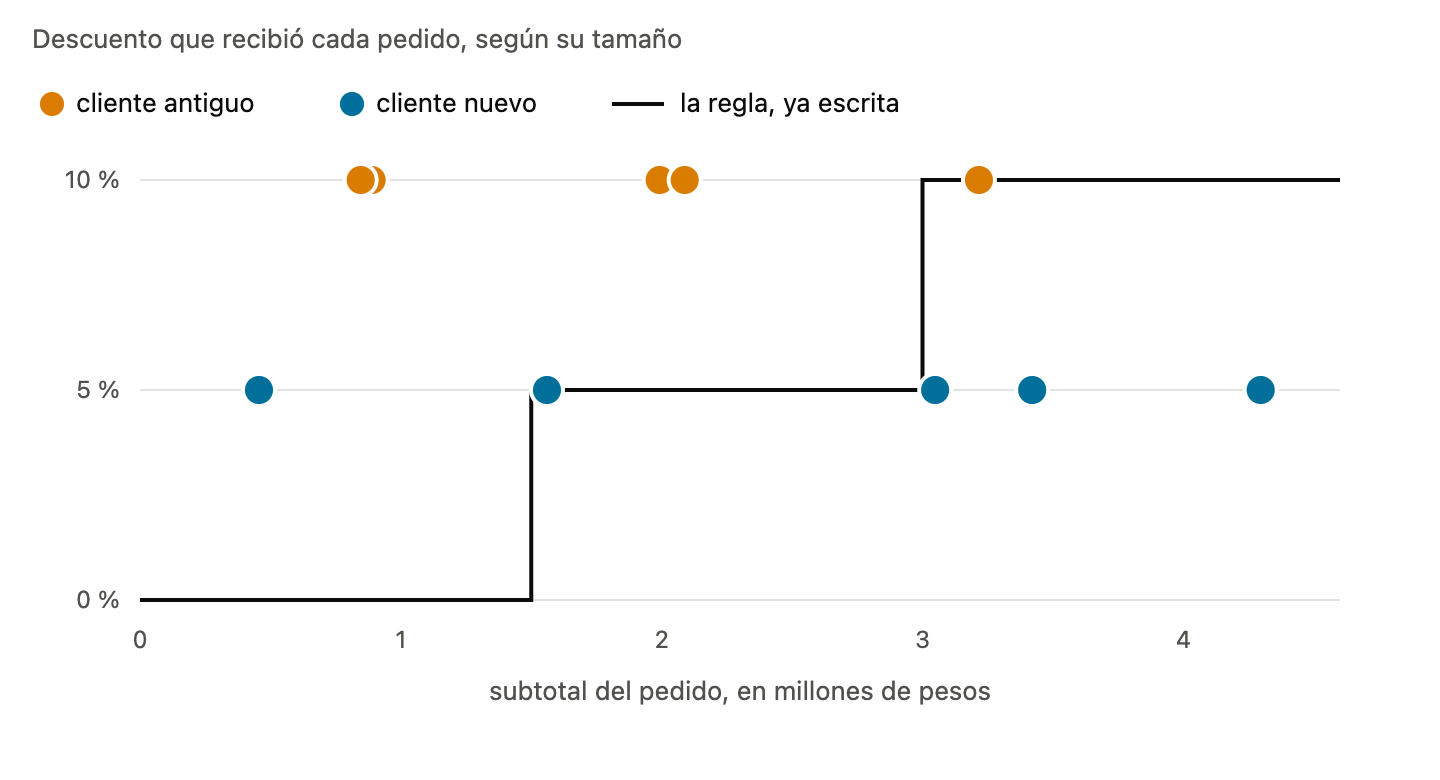 Descuento que recibió cada pedido, según su tamaño
cliente antiguo
cliente nuevo
la regla, ya escrita
10 %
5 %
0 %
0
1
2
3
4
subtotal del pedido, en millones de pesos